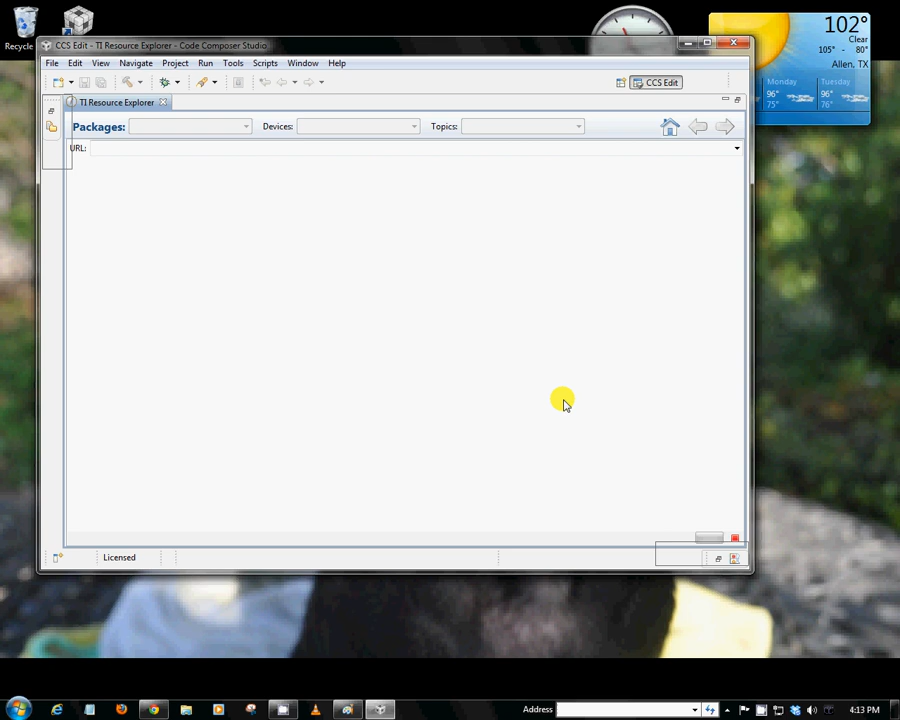 Recycle
CCS Edit - TI Resource Explorer - Code Composer Studio
102°
Clear
105° - 80°
Allen, TX
Monday Tuesday
96° 96°
75° 76°
File Edit View Navigate Project Run Tools Scripts Window Help
CCS Edit
TI Resource Explorer
Packages: Devices: Topics:
URL:
Licensed
Address
4:13 PM